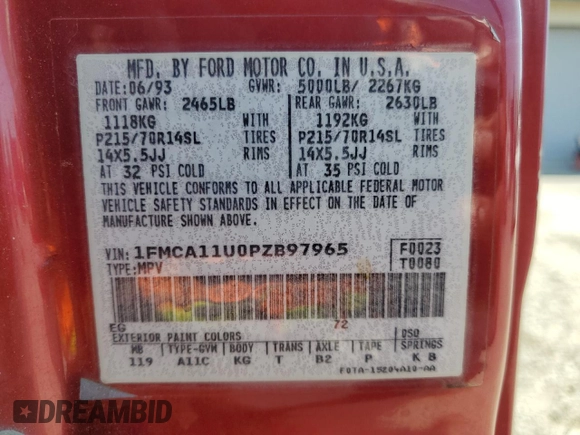 MFD. BY FORD MOTOR CO. IN U.S.A.
DATE: 06/93 GVWR: 5000LB/ 2267KG
FRONT GAWR: 2465LB REAR GAWR: 2630LB
1118KG WITH 1192KG WITH
P215/70R14SL TIRES P215/70R14SL TIRES
14X5.5JJ RIMS 14X5.5JJ RIMS
AT 32 PSI COLD AT 35 PSI COLD
THIS VEHICLE CONFORMS TO ALL APPLICABLE FEDERAL MOTOR
VEHICLE SAFETY STANDARDS IN EFFECT ON THE DATE OF
MANUFACTURE SHOWN ABOVE.
VIN: 1FMCA11U0PZB97965 F0023
TYPE: MPV T0080
EG 72
EXTERIOR PAINT COLORS DSO
WB TYPE-GVM BODY TRANS AXLE TAPE SPRINGS
119 A11C KG T B2 P K B
F0TA-15204A10-AA
DREAMBID